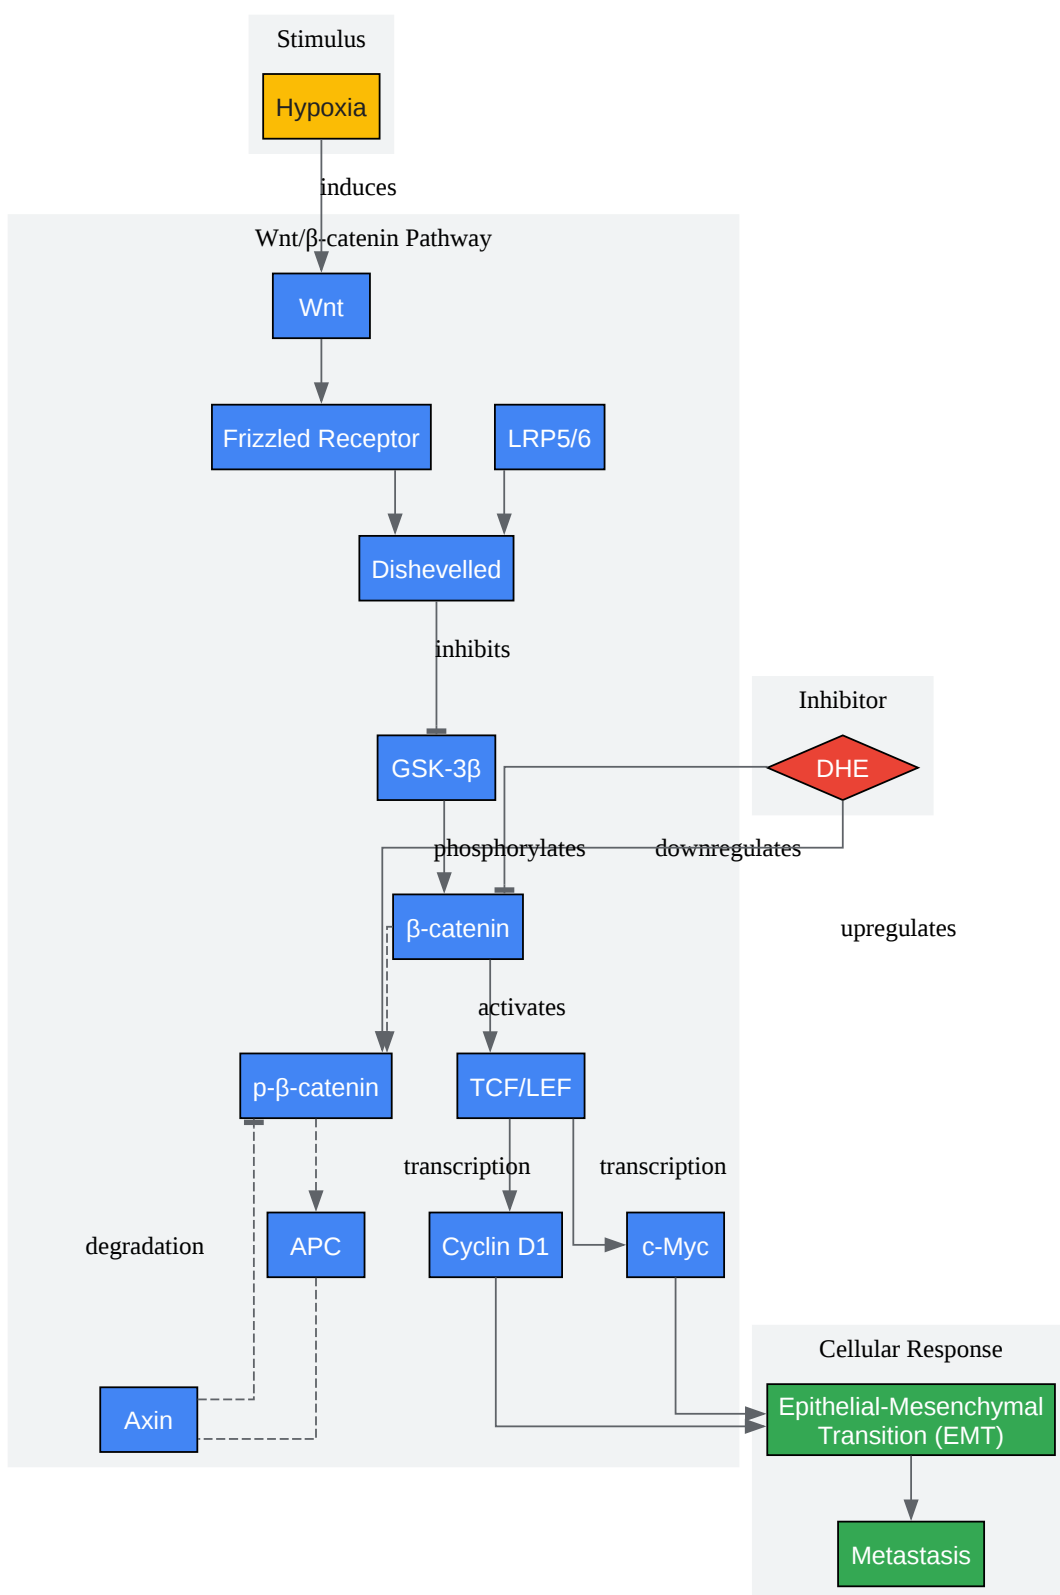 Stimulus
Hypoxia
induces
Wnt/β-catenin Pathway
Wnt
Frizzled Receptor
LRP5/6
Dishevelled
inhibits
Inhibitor
GSK-3β
DHE
phosphorylates
downregulates
β-catenin
upregulates
activates
p-β-catenin
TCF/LEF
transcription
transcription
degradation
APC
Cyclin D1
c-Myc
Cellular Response
Axin
Epithelial-Mesenchymal
Transition (EMT)
Metastasis